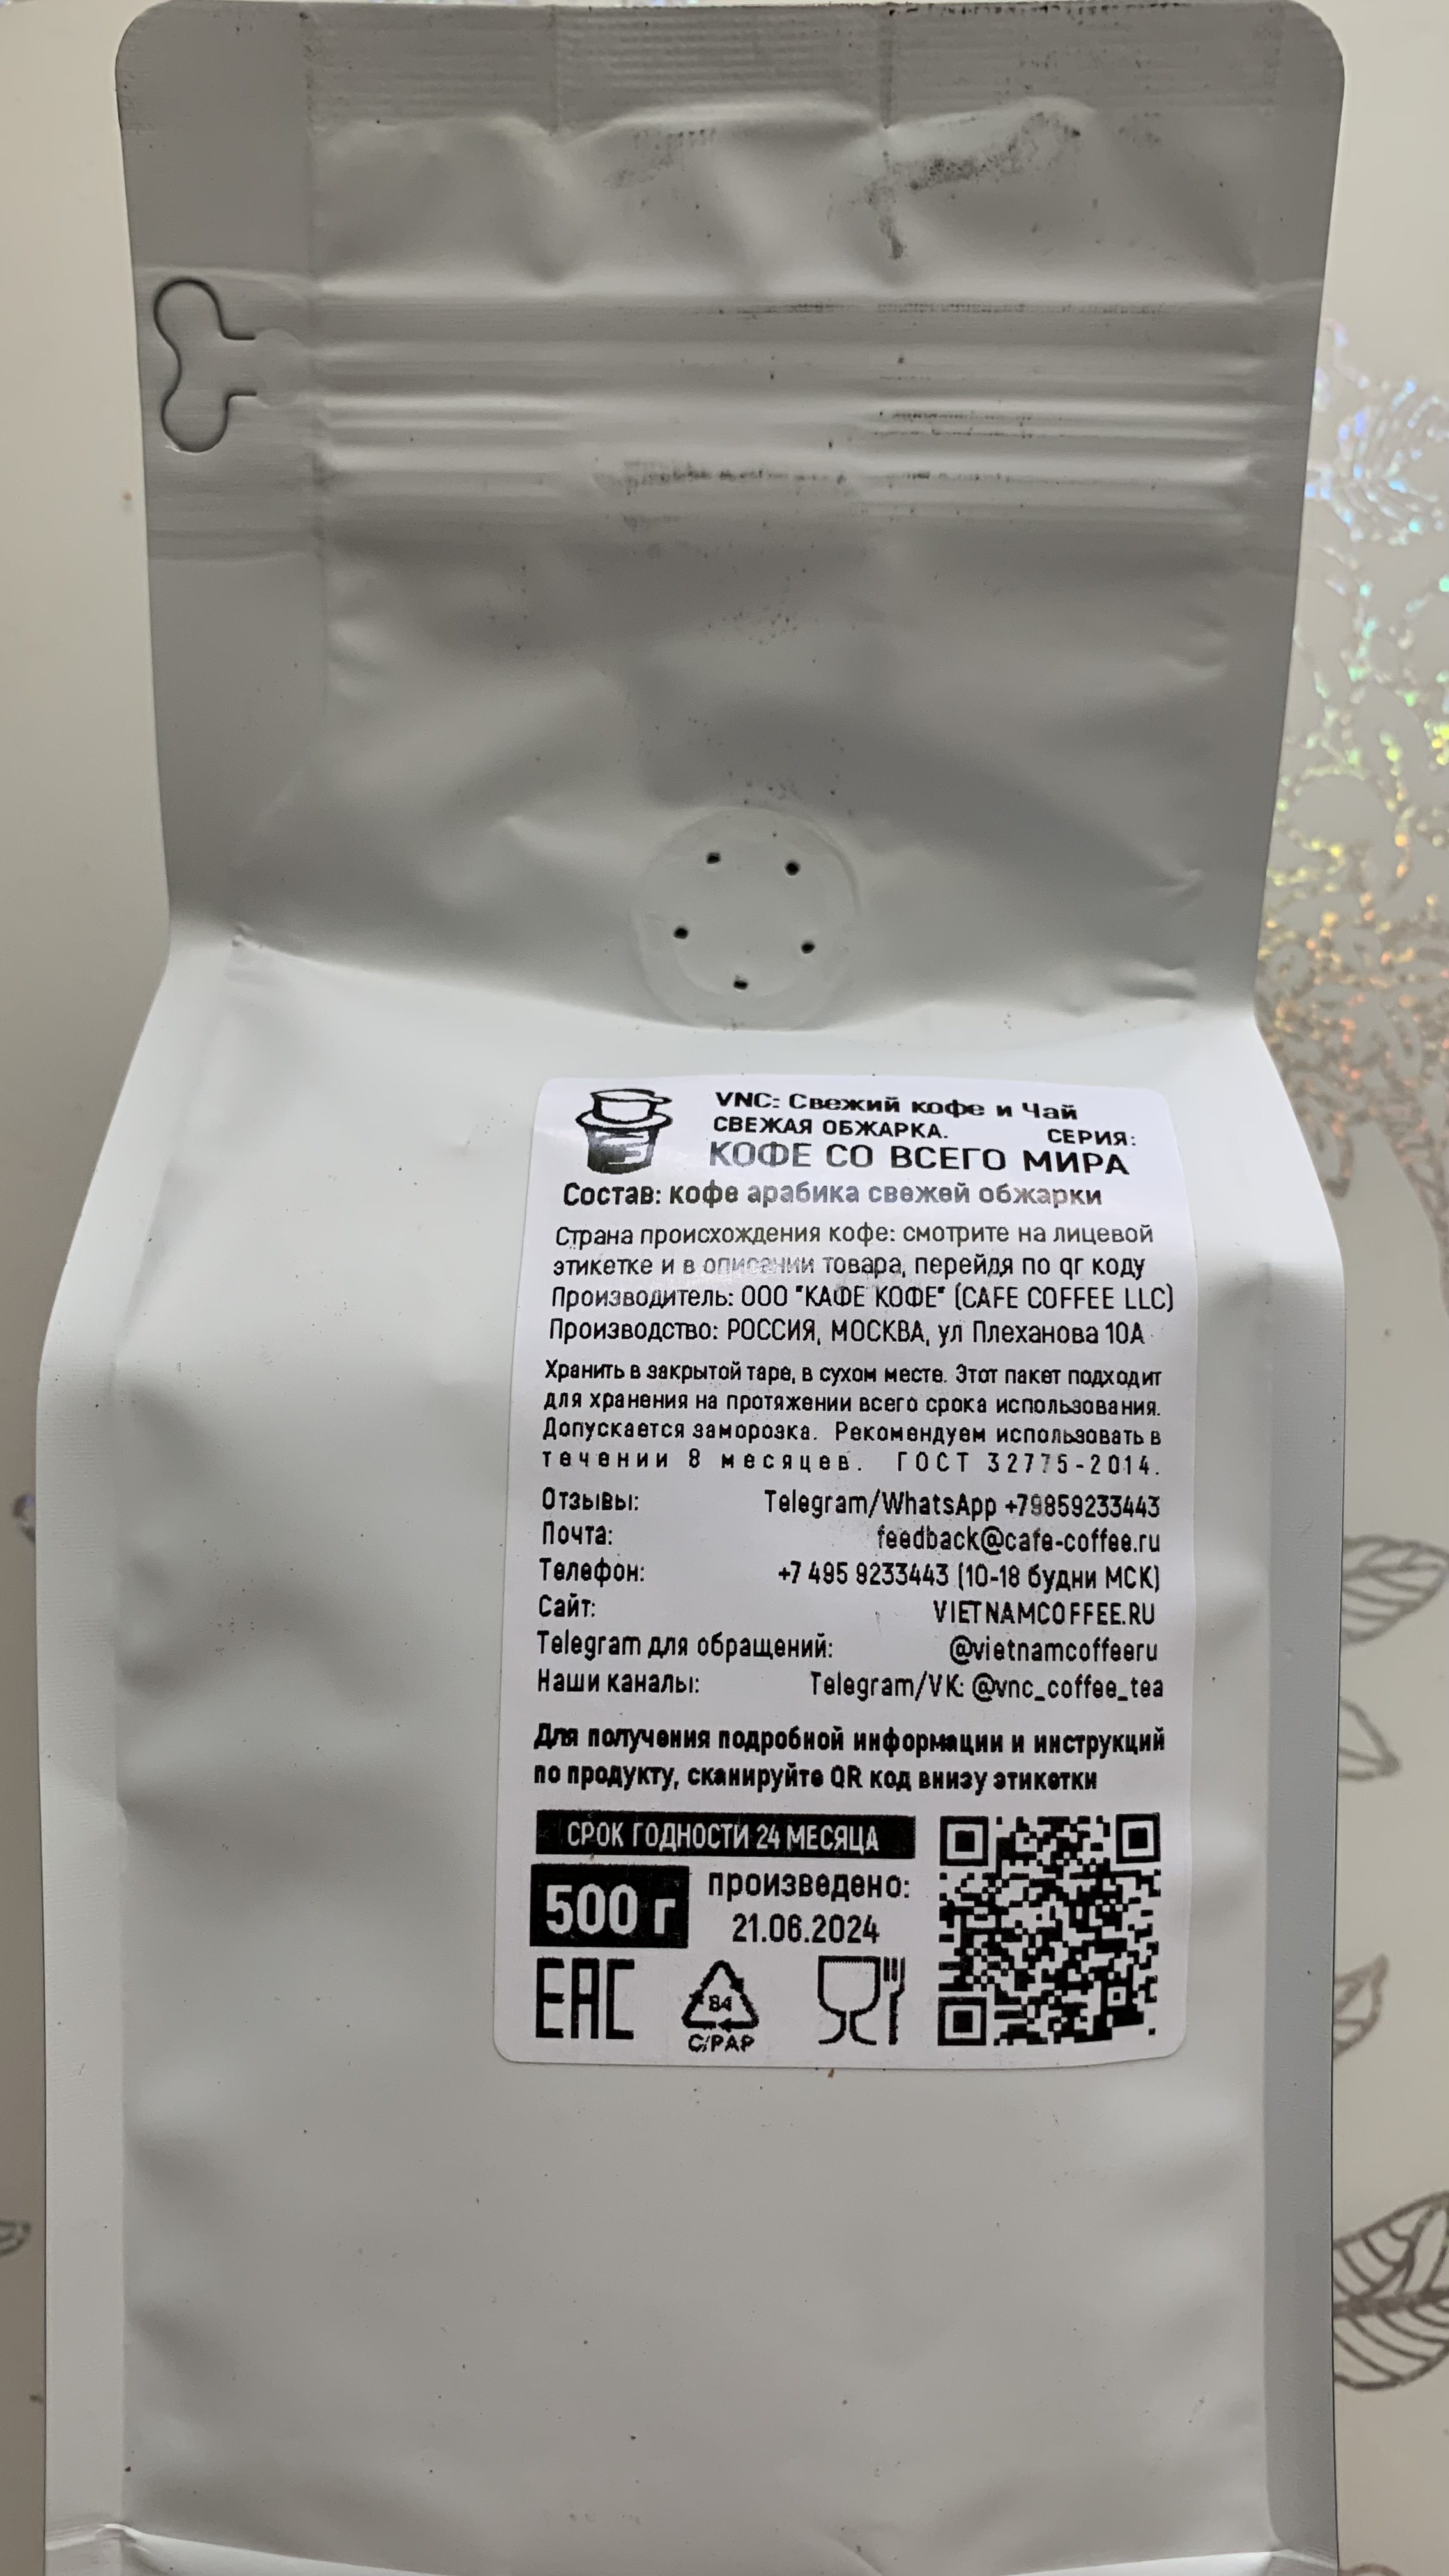 VNC: Свежий кофе и Чай
СВЕЖАЯ ОБЖАРКА. СЕРИЯ:
КОФЕ СО ВСЕГО МИРА
Состав: кофе арабика свежей обжарки
Страна происхождения кофе: смотрите на лицевой
этикетке и в описании товара, перейдя по qr коду
Производитель: ООО "КАФЕ КОФЕ" (CAFE COFFEE LLC)
Производство: РОССИЯ, МОСКВА, ул Плеханова 10А
Хранить в закрытой таре, в сухом месте. Этот пакет подходит
для хранения на протяжении всего срока использования.
Допускается заморозка. Рекомендуем использовать в
течении 8 месяцев. ГОСТ 32775-2014.
Отзывы: Telegram/WhatsApp +79859233443
Почта: feedback@cafe-coffee.ru
Телефон: +7 495 9233443 (10-18 будни МСК)
Сайт: VIETNAMCOFFEE.RU
Telegram для обращений: @vietnamcoffeeru
Наши каналы: Telegram/VK: @vnc_coffee_tea
Для получения подробной информации и инструкций
по продукту, сканируйте QR код внизу этикетки
СРОК ГОДНОСТИ 24 МЕСЯЦА
500 г
произведено:
21.06.2024
EAC
84
C/PAP